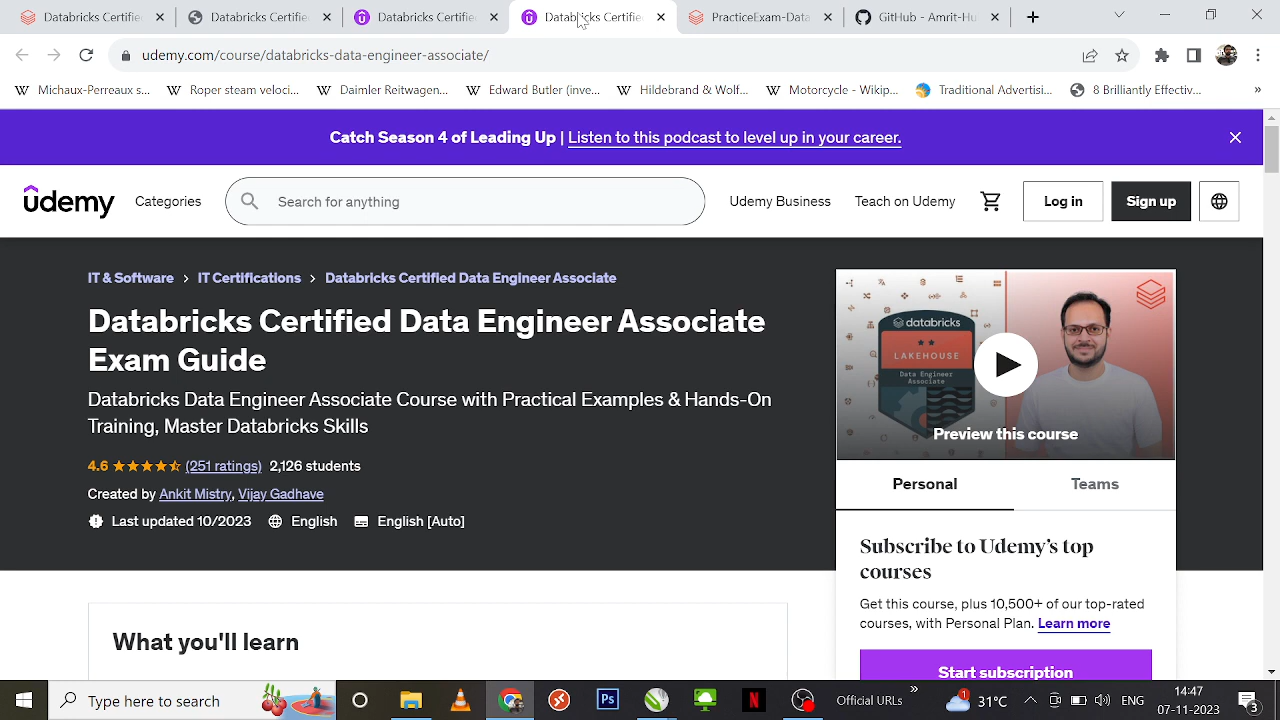 Databricks Certifie
Databricks Certifie
Databricks Certifie
Databricks Certifie
PracticeExam-Data
GitHub - Amrit-Hu
udemy.com/course/databricks-data-engineer-associate/
Michaux-Perreaux s...
Roper steam veloci...
Daimler Reitwagen...
Edward Butler (inve...
Hildebrand & Wolf...
Motorcycle - Wikip...
Traditional Advertisi...
8 Brilliantly Effectiv...
»
Catch Season 4 of Leading Up | Listen to this podcast to level up in your career.
udemy
Categories
Search for anything
Udemy Business
Teach on Udemy
Log in
Sign up
IT & Software > IT Certifications > Databricks Certified Data Engineer Associate
Databricks Certified Data Engineer Associate
Exam Guide
Databricks Data Engineer Associate Course with Practical Examples & Hands-On
Training, Master Databricks Skills
4.6 (251 ratings) 2,126 students
Created by Ankit Mistry, Vijay Gadhave
Last updated 10/2023 English English [Auto]
databricks
LAKEHOUSE
Data Engineer
Associate
Preview this course
Personal
Teams
Subscribe to Udemy's top
courses
Get this course, plus 10,500+ of our top-rated
courses, with Personal Plan. Learn more
Start subscription
What you'll learn
Type here to search
Ps
N
Official URLs
»
1
31°C
ENG
14:47
07-11-2023
3